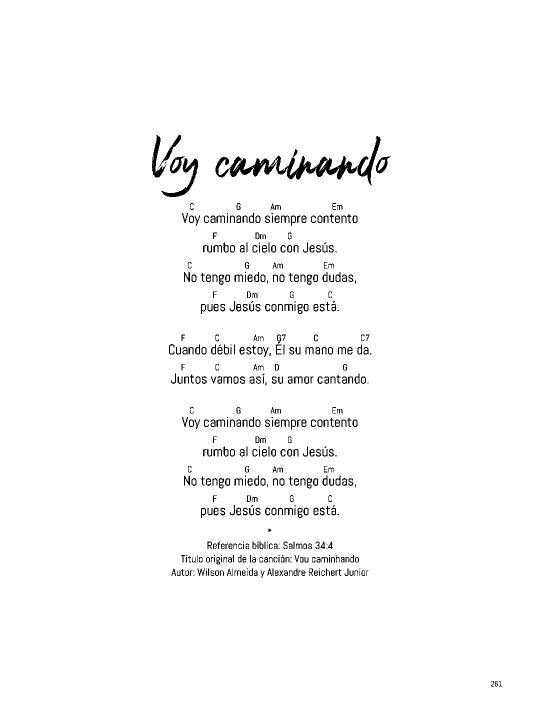 Voy caminando
C G Am Em
Voy caminando siempre contento
F Dm G
rumbo al cielo con Jesús.
C G Am Em
No tengo miedo, no tengo dudas,
F Dm G C
pues Jesús conmigo está.
F C Am G7 C C7
Cuando débil estoy, Él su mano me da.
F C Am D G
Juntos vamos así, su amor cantando.
C G Am Em
Voy caminando siempre contento
F Dm G
rumbo al cielo con Jesús.
C G Am Em
No tengo miedo, no tengo dudas,
F Dm G C
pues Jesús conmigo está.
Referencia bíblica: Salmos 34:4
Título original de la canción: Vou caminhando
Autor: Wilson Almeida y Alexandre Reichert Junior
261